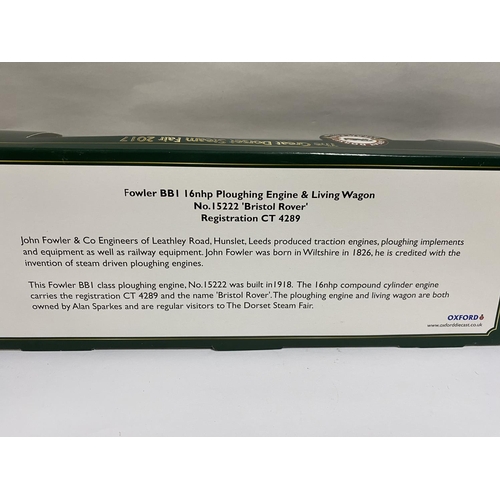 The Great Dorset Steam Fair 2017
Fowler BB1 16nhp Ploughing Engine & Living Wagon
No.15222 'Bristol Rover'
Registration CT 4289
John Fowler & Co Engineers of Leathley Road, Hunslet, Leeds produced traction engines, ploughing implements
and equipment as well as railway equipment. John Fowler was born in Wiltshire in 1826, he is credited with the
invention of steam driven ploughing engines.
This Fowler BB1 class ploughing engine, No.15222 was built in1918. The 16nhp compound cylinder engine
carries the registration CT 4289 and the name 'Bristol Rover'. The ploughing engine and living wagon are both
owned by Alan Sparkes and are regular visitors to The Dorset Steam Fair.
OXFORD
www.oxforddiecast.co.uk